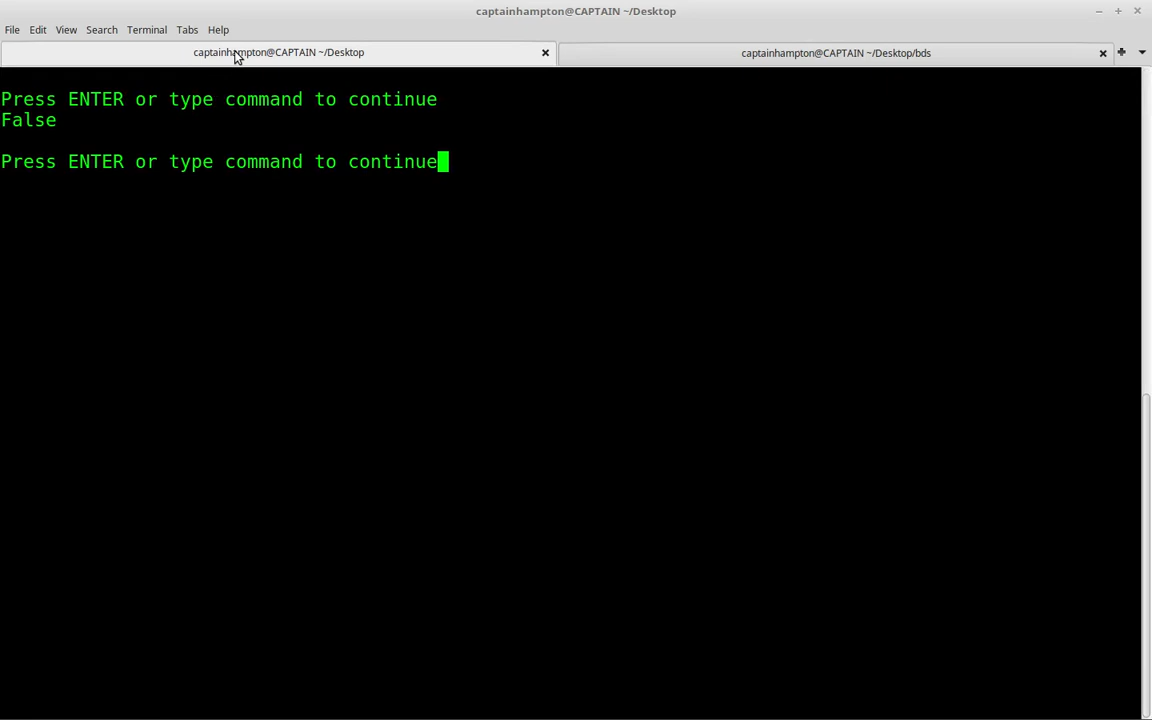 captainhampton@CAPTAIN ~/Desktop
File Edit View Search Terminal Tabs Help
captainhampton@CAPTAIN ~/Desktop
captainhampton@CAPTAIN ~/Desktop/bds
Press ENTER or type command to continue
False
Press ENTER or type command to continue